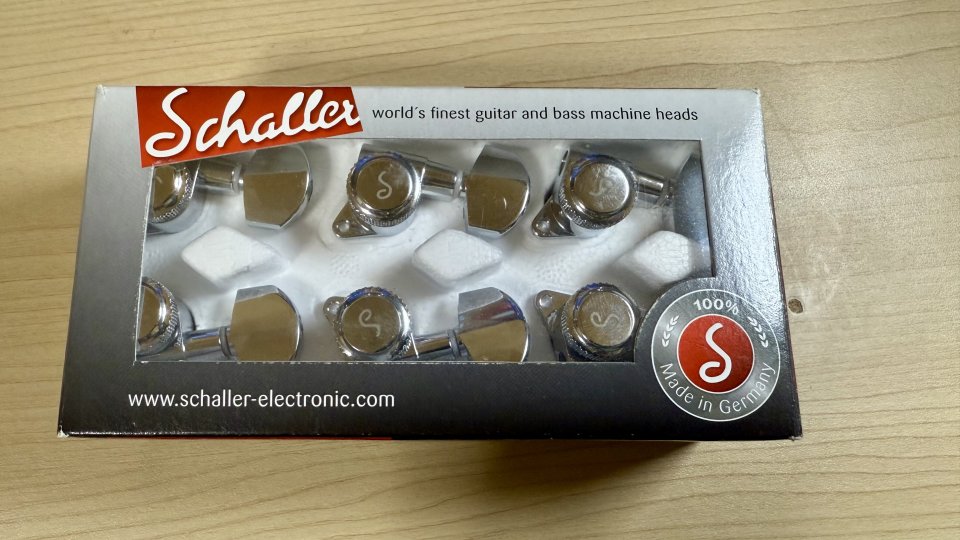 Schaller
world´s finest guitar and bass machine heads
S
S
S
S
100%
S
Made in Germany
www.schaller-electronic.com